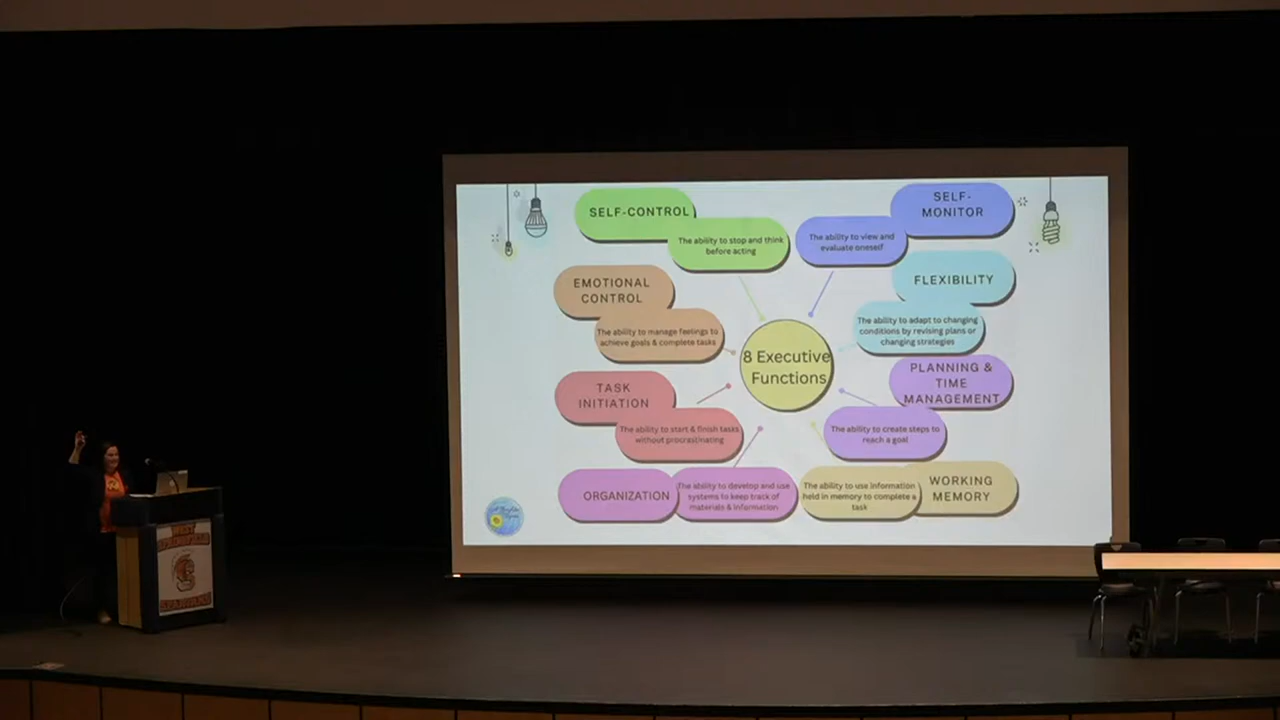 SELF-CONTROL
The ability to stop and think
before acting
SELF-
MONITOR
The ability to view and
evaluate oneself
EMOTIONAL
CONTROL
The ability to manage feelings to
achieve goals & complete tasks
FLEXIBILITY
The ability to adapt to changing
conditions by revising plans or
changing strategies
8 Executive
Functions
TASK
INITIATION
The ability to start & finish tasks
without procrastinating
PLANNING &
TIME
MANAGEMENT
The ability to create steps to
reach a goal
ORGANIZATION
The ability to develop and use
systems to keep track of
materials & information
The ability to use information
held in memory to complete a
task
WORKING
MEMORY
WEST
SPRINGFIELD
SPARTANS